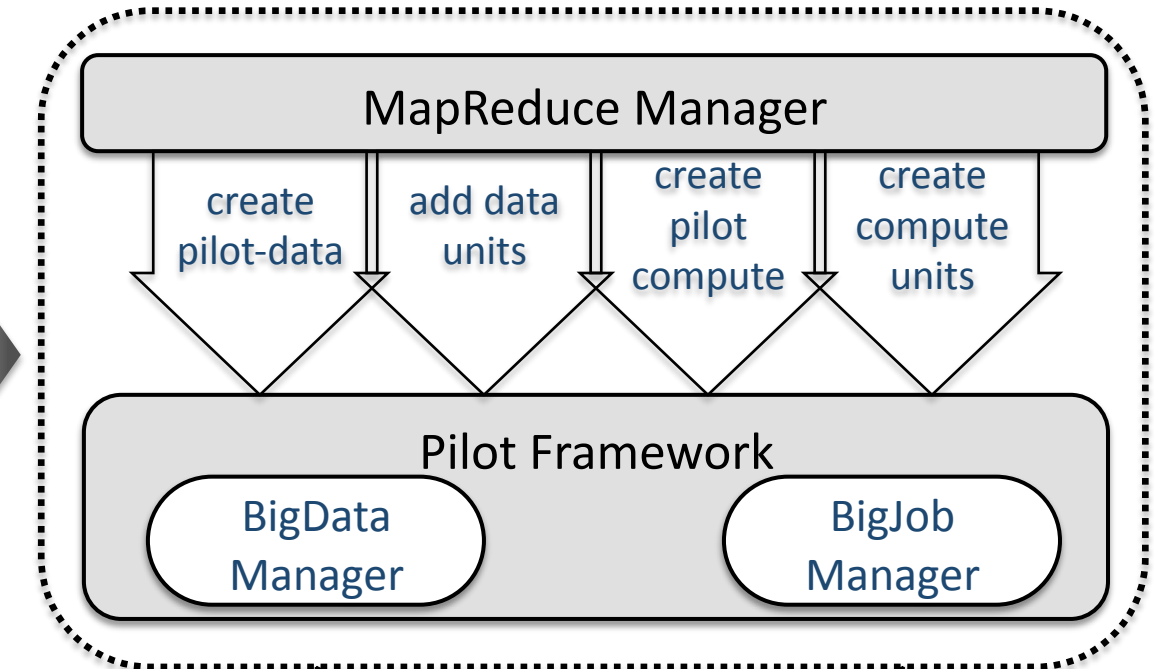 MapReduce Manager
create
pilot-data
add data
units
create
pilot
compute
create
compute
units
Pilot Framework
BigData
Manager
BigJob
Manager